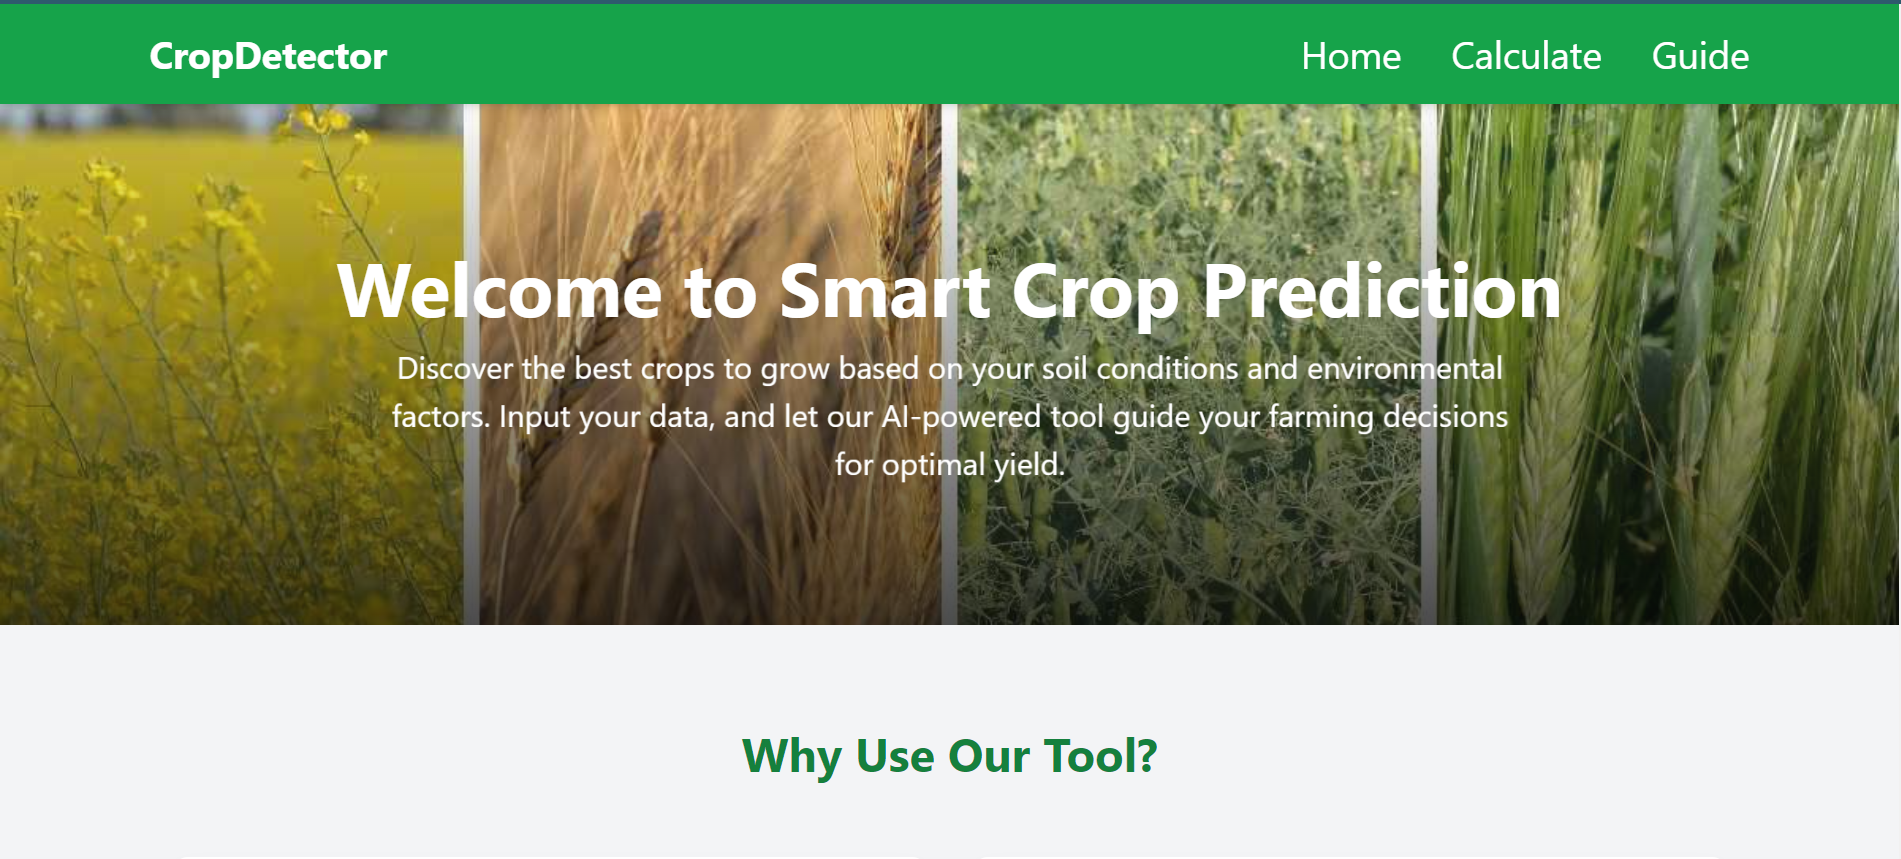 CropDetector
Home Calculate Guide
Welcome to Smart Crop Prediction
Discover the best crops to grow based on your soil conditions and environmental
factors. Input your data, and let our AI-powered tool guide your farming decisions
for optimal yield.
Why Use Our Tool?